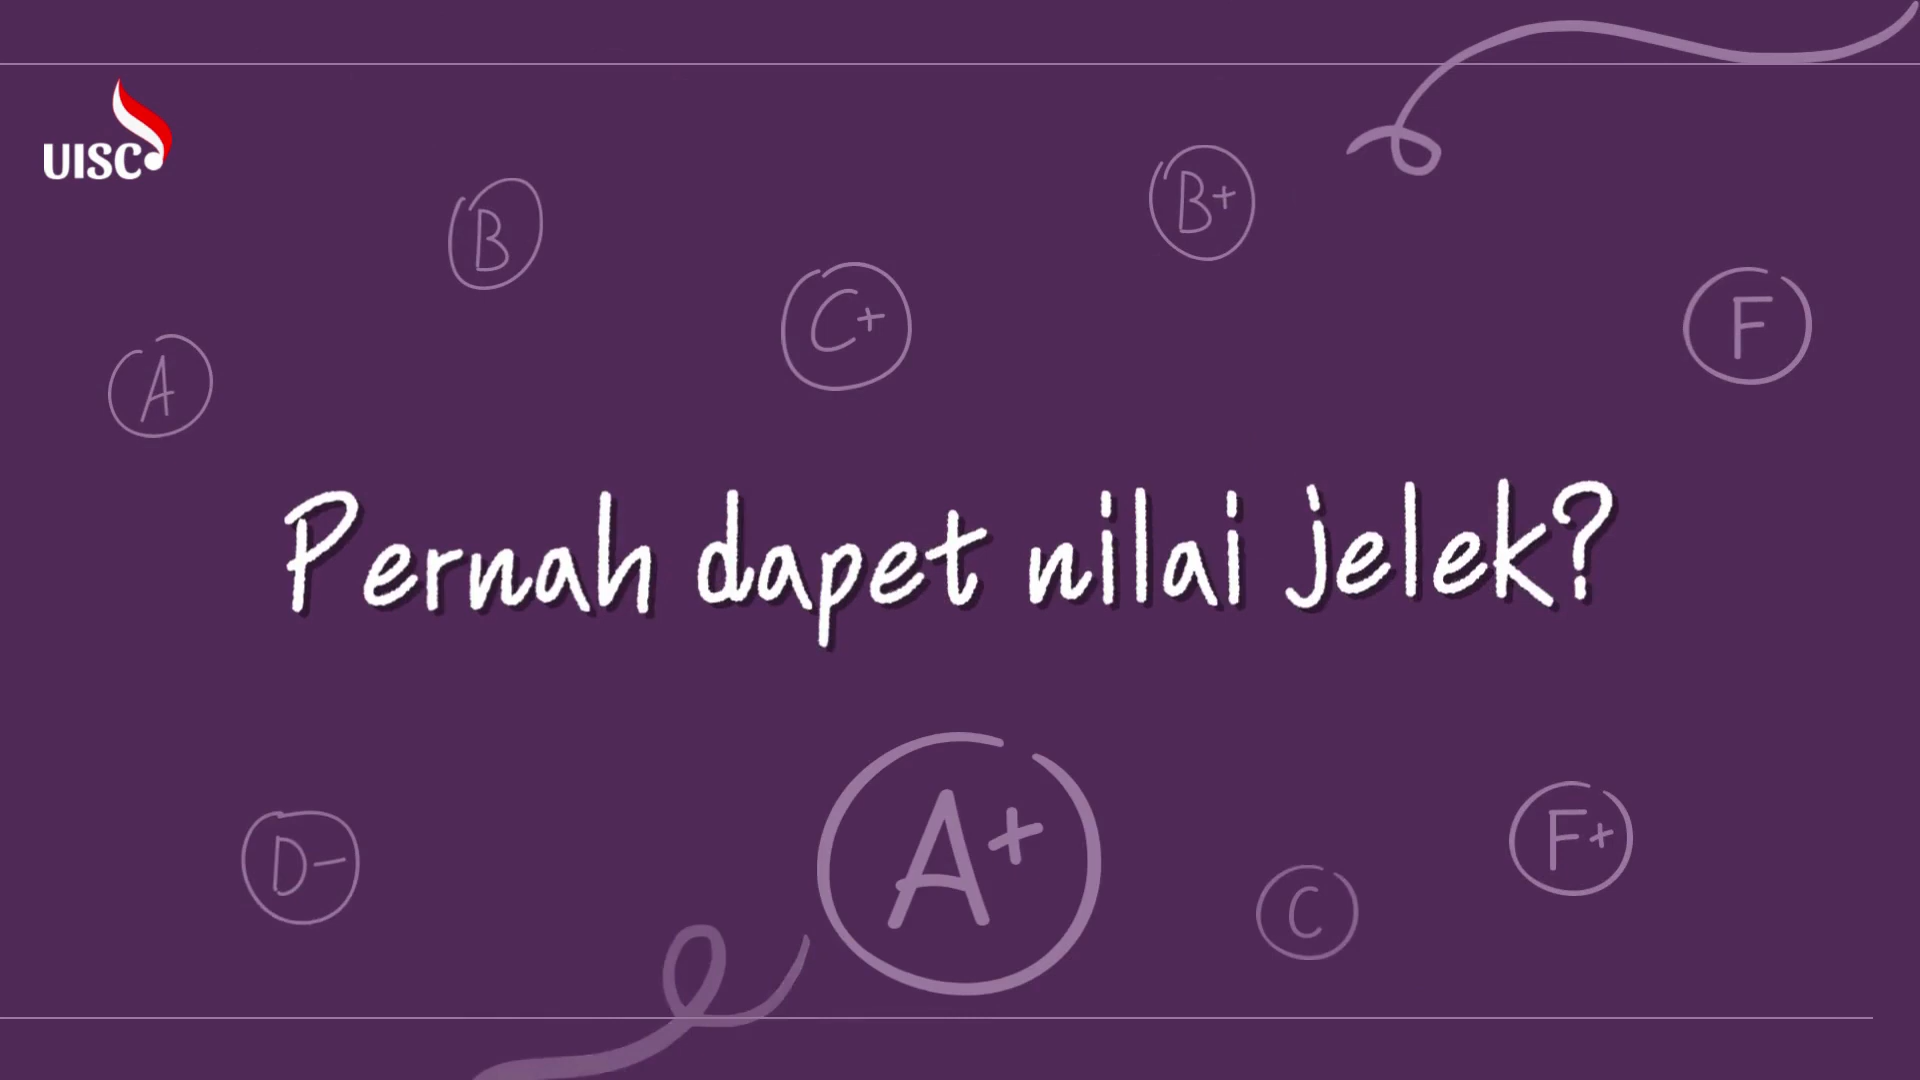 UISC
B
B+
C+
F
A
Pernah dapet nilai jelek?
D-
A+
F+
C